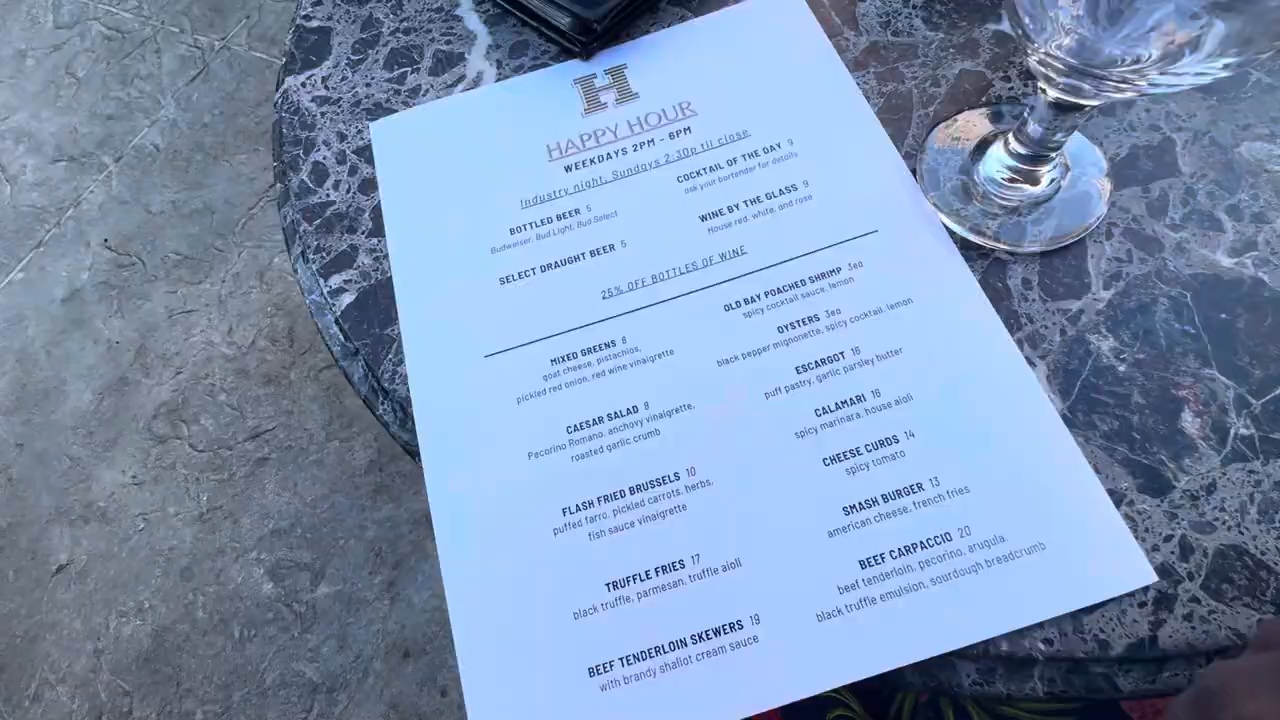 H
HAPPY HOUR
WEEKDAYS 2PM - 6PM
Industry night, Sundays 2:30p til close
BOTTLED BEER 5
Budweiser, Bud Light, Bud Select
SELECT DRAUGHT BEER 5
COCKTAIL OF THE DAY 9
ask your bartender for details
WINE BY THE GLASS 9
House red, white, and rose
25% OFF BOTTLES OF WINE
MIXED GREENS 8
goat cheese, pistachios,
pickled red onion, red wine vinaigrette
CAESAR SALAD 8
Pecorino Romano, anchovy vinaigrette,
roasted garlic crumb
FLASH FRIED BRUSSELS 10
puffed farro, pickled carrots, herbs,
fish sauce vinaigrette
TRUFFLE FRIES 17
black truffle, parmesan, truffle aioli
BEEF TENDERLOIN SKEWERS 19
with brandy shallot cream sauce
OLD BAY POACHED SHRIMP 3ea
spicy cocktail sauce, lemon
OYSTERS 3ea
black pepper mignonette, spicy cocktail, lemon
ESCARGOT 16
puff pastry, garlic parsley butter
CALAMARI 16
spicy marinara, house aioli
CHEESE CURDS 14
spicy tomato
SMASH BURGER 13
american cheese, french fries
BEEF CARPACCIO 20
beef tenderloin, pecorino, arugula,
black truffle emulsion, sourdough breadcrumb